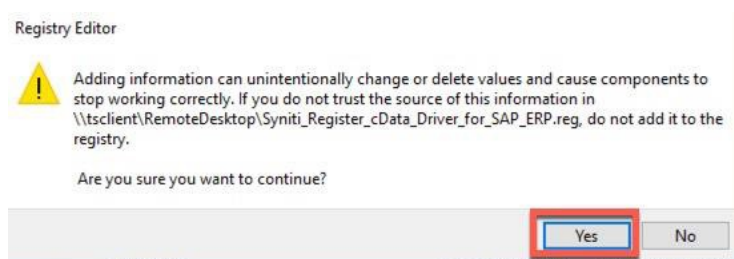 Registry Editor
Adding information can unintentionally change or delete values and cause components to
stop working correctly. If you do not trust the source of this information in
\\tsclient\RemoteDesktop\Syniti_Register_cData_Driver_for_SAP_ERP.reg, do not add it to the
registry.
Are you sure you want to continue?
Yes No